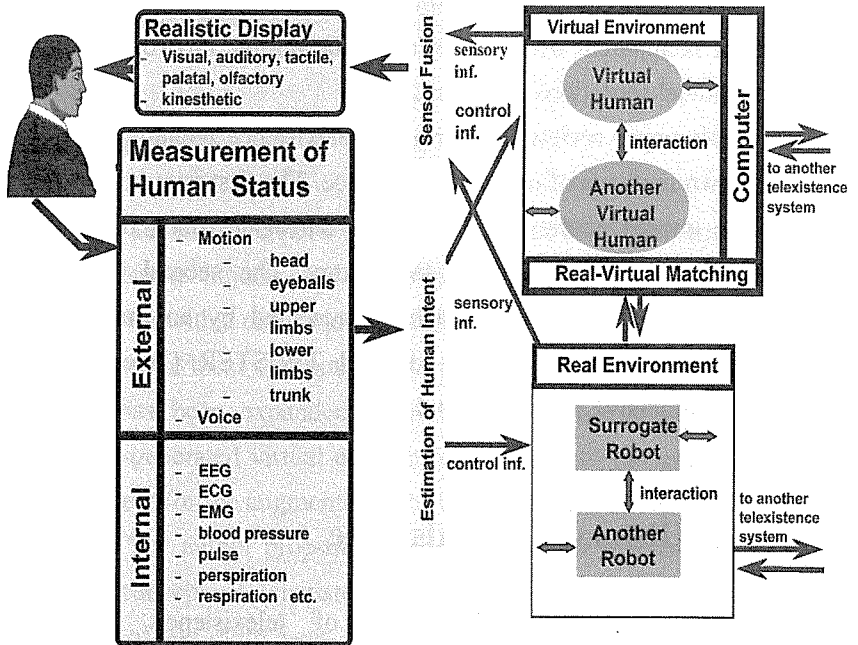 Realistic Display
- Visual, auditory, tactile,
palatal, olfactory
- kinesthetic
Measurement of
Human Status
External
- Motion
- head
- eyeballs
- upper
limbs
- lower
limbs
- trunk
- Voice
Internal
- EEG
- ECG
- EMG
- blood pressure
- pulse
- perspiration
- respiration etc.
Sensor Fusion
Estimation of Human Intent
sensory
inf.
control
inf.
sensory
inf.
control inf.
Virtual Environment
Virtual
Human
interaction
Another
Virtual
Human
Computer
Real-Virtual Matching
to another
telexistence
system
Real Environment
Surrogate
Robot
interaction
Another
Robot
to another
telexistence
system